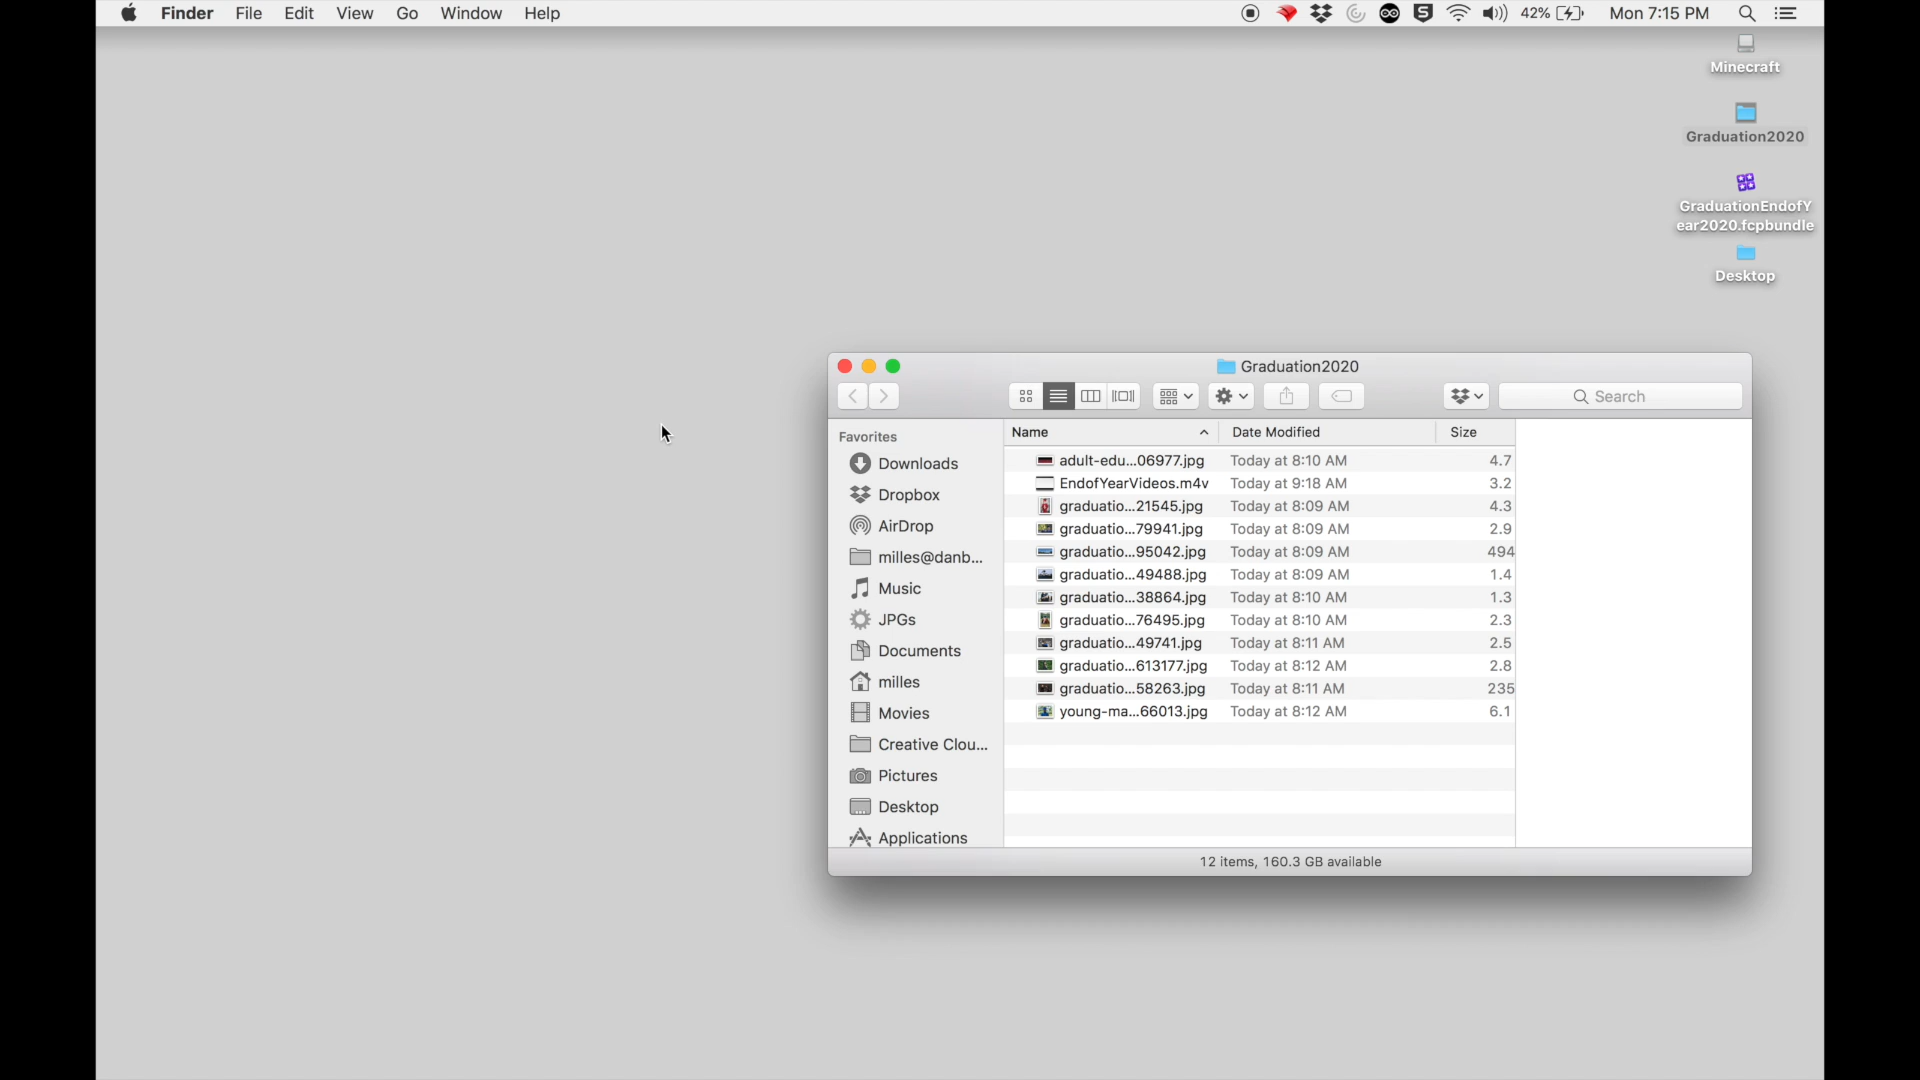 Finder File Edit View Go Window Help 42% Mon 7:15 PM
Minecraft
Graduation2020
GraduationEndofY
ear2020.fcpbundle
Desktop
Graduation2020
Search
Favorites
Downloads
Dropbox
AirDrop
milles@danb...
Music
JPGs
Documents
milles
Movies
Creative Clou...
Pictures
Desktop
Applications
Name Date Modified Size
adult-edu...06977.jpg Today at 8:10 AM 4.7
EndofYearVideos.m4v Today at 9:18 AM 3.2
graduatio...21545.jpg Today at 8:09 AM 4.3
graduatio...79941.jpg Today at 8:09 AM 2.9
graduatio...95042.jpg Today at 8:09 AM 494
graduatio...49488.jpg Today at 8:09 AM 1.4
graduatio...38864.jpg Today at 8:10 AM 1.3
graduatio...76495.jpg Today at 8:10 AM 2.3
graduatio...49741.jpg Today at 8:11 AM 2.5
graduatio...613177.jpg Today at 8:12 AM 2.8
graduatio...58263.jpg Today at 8:11 AM 235
young-ma...66013.jpg Today at 8:12 AM 6.1
12 items, 160.3 GB available